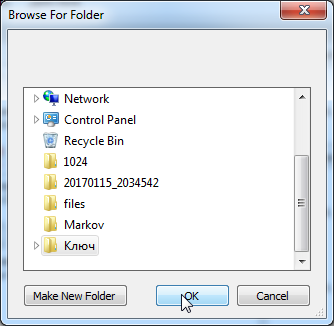 Browse For Folder
Network
Control Panel
Recycle Bin
1024
20170115_2034542
files
Markov
Ключ
Make New Folder
OK
Cancel